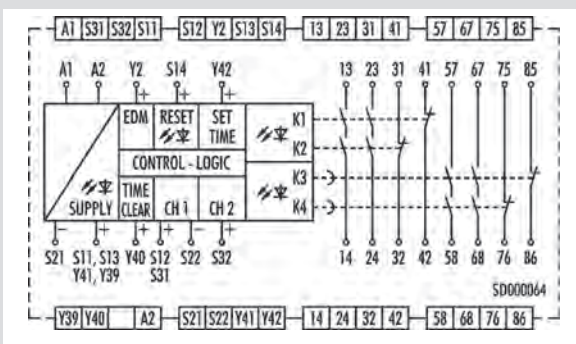 A1 S31 S32 S11 S12 Y2 S13 S14 13 23 31 41 57 67 75 85
A1 A2 Y2 S14 Y42 13 23 31 41 57 67 75 85
+ + +
EDM RESET SET TIME K1
K2
CONTROL - LOGIC
SUPPLY TIME CLEAR CH 1 CH 2 K3
K4
- + + + - +
S21 S11, S13 Y40 S12 S22 S32 14 24 32 42 58 68 76 86
Y41, Y39 S31
SD000064
Y39 Y40 A2 S21 S22 Y41 Y42 14 24 32 42 58 68 76 86